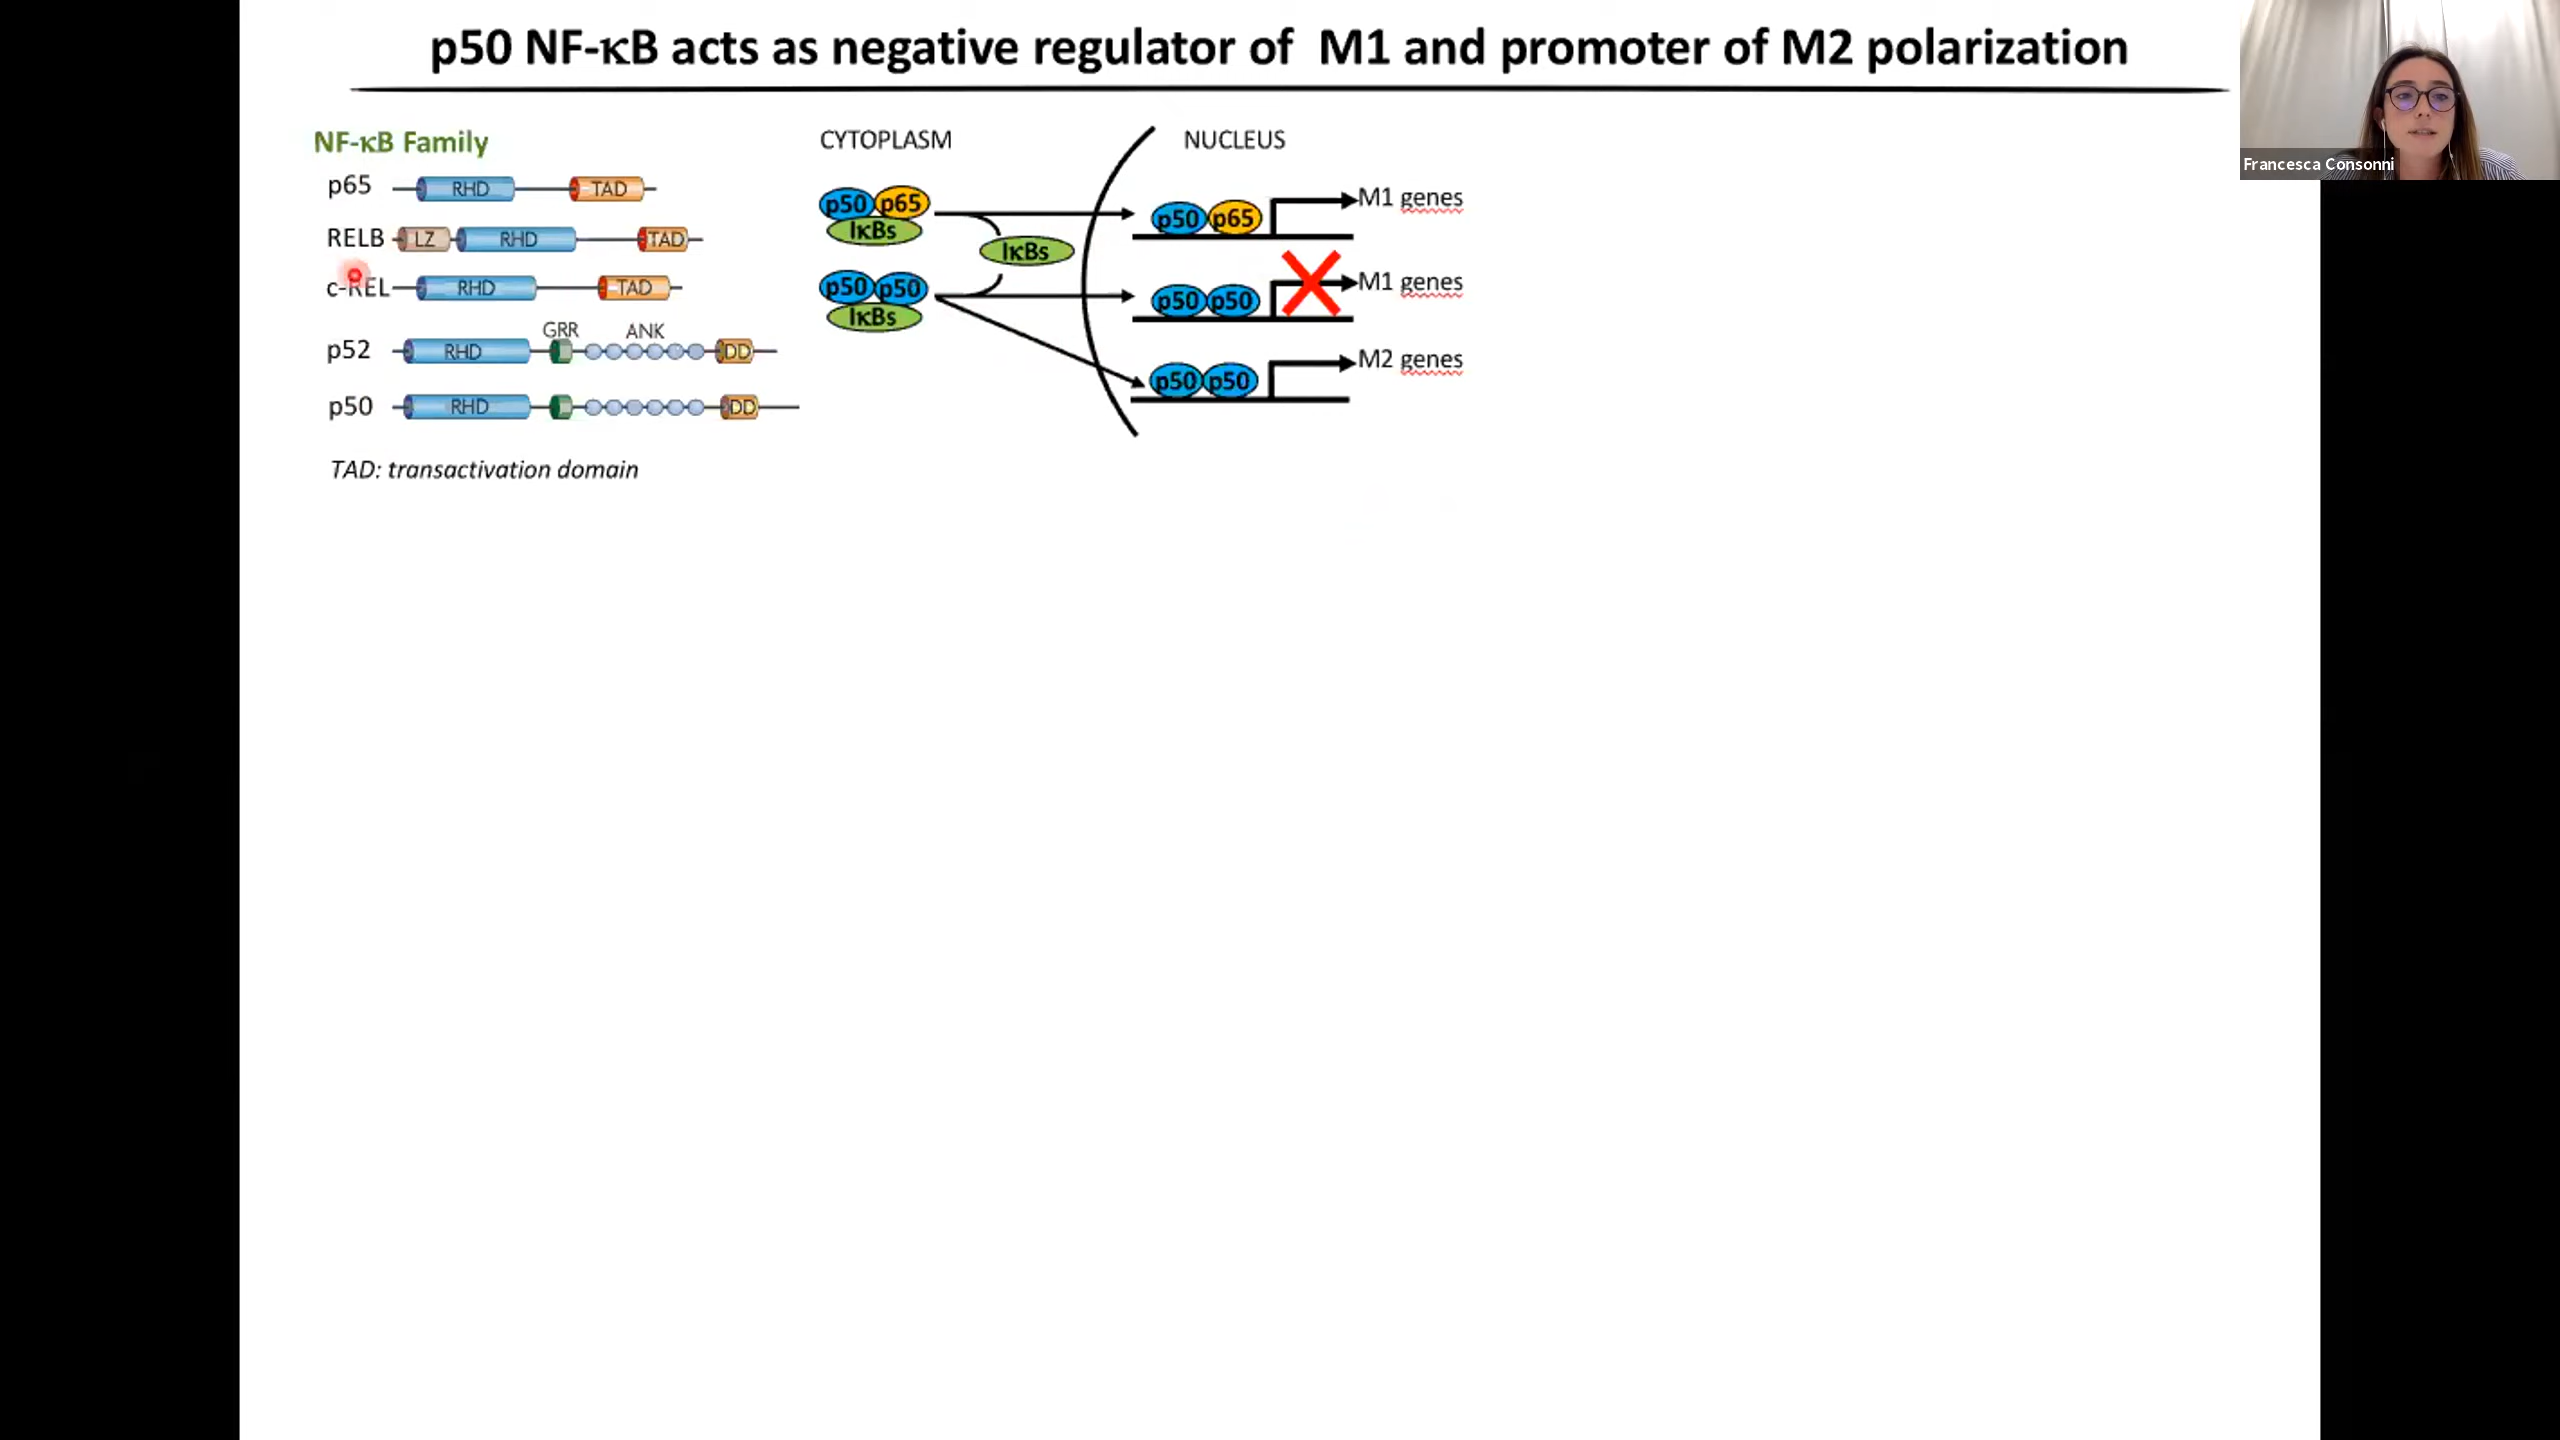 p50 NF-κB acts as negative regulator of  M1 and promoter of M2 polarization
Francesca Consonni
NF-κB Family
p65 RHD TAD
RELB LZ RHD TAD
c-REL RHD TAD
GRR ANK
p52 RHD DD
p50 RHD DD
TAD: transactivation domain
CYTOPLASM NUCLEUS
p50 p65
IκBs
IκBs
p50 p50
IκBs
p50 p65 M1 genes
p50 p50 M1 genes
p50 p50 M2 genes